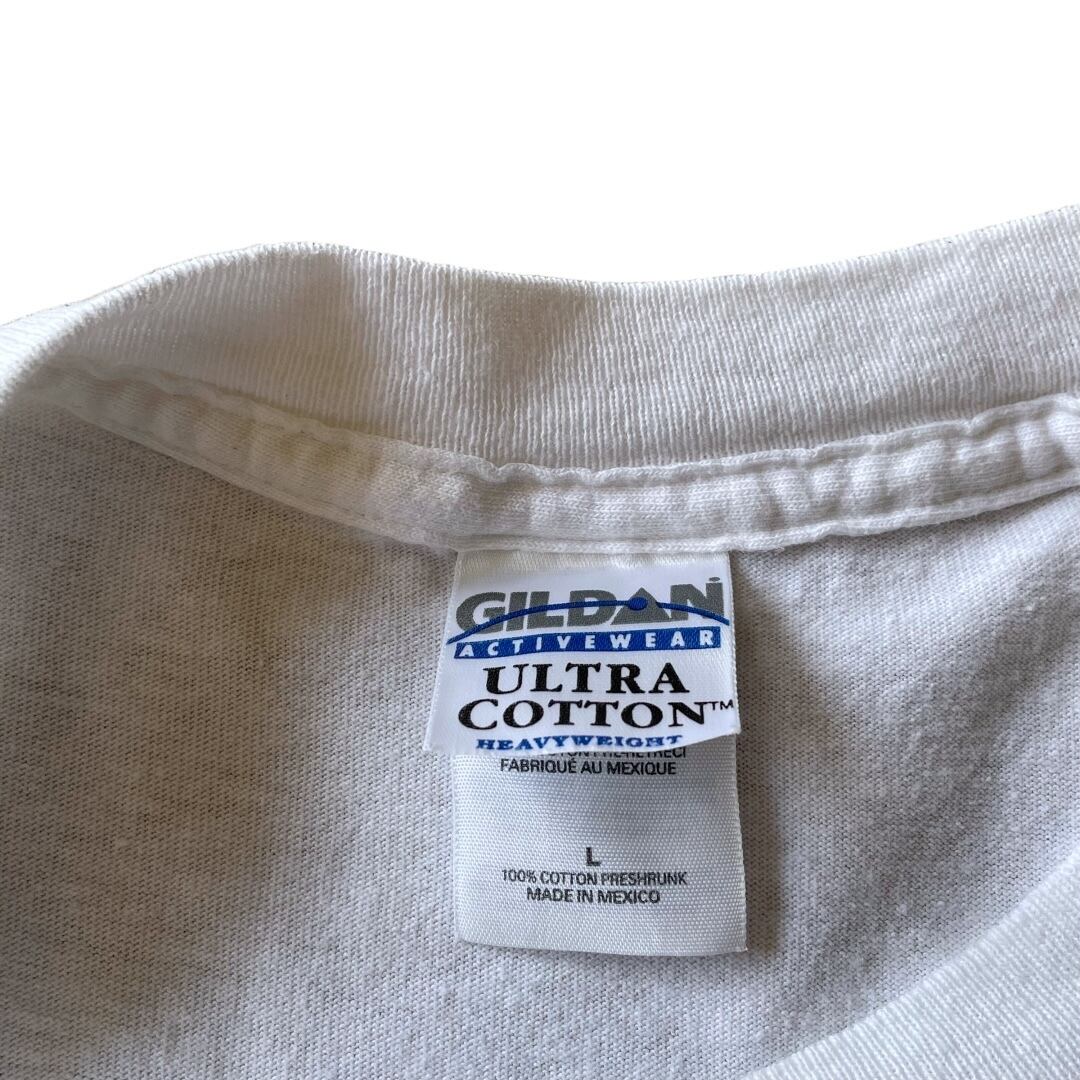 GILDAN
ACTIVEWEAR
ULTRA
COTTON™
HEAVYWEIGHT
FABRIQUÉ AU MEXIQUE
L
100% COTTON PRESHRUNK
MADE IN MEXICO